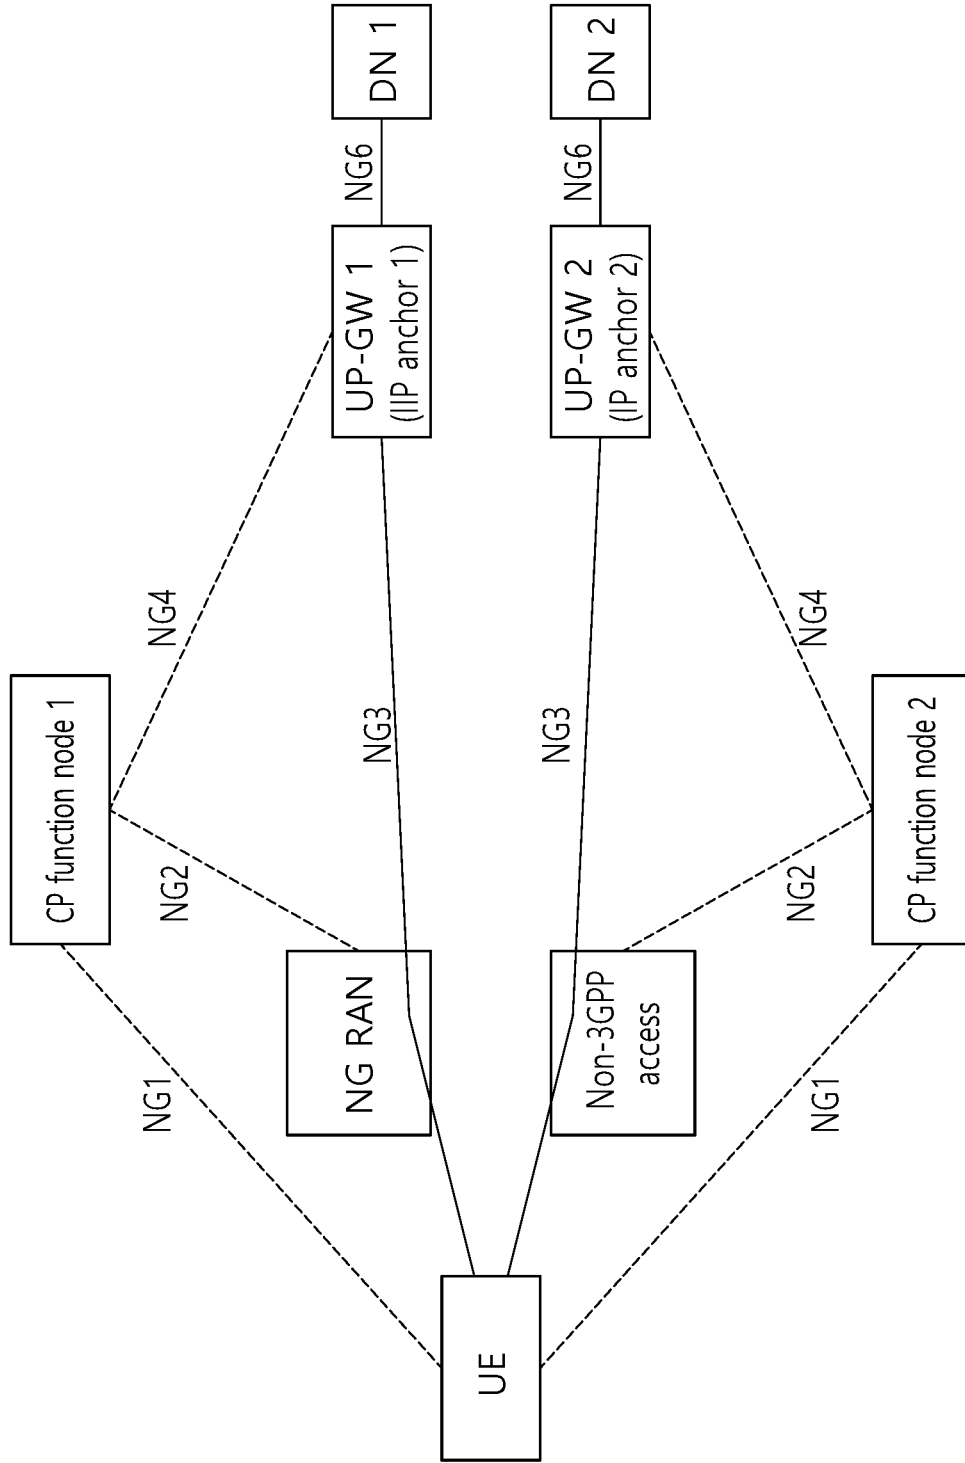 CP function node 1
NG1
NG2
NG4
NG RAN
NG3
UP-GW 1
(IIP anchor 1)
NG6
DN 1
UE
Non-3GPP
access
NG3
UP-GW 2
(IP anchor 2)
NG6
DN 2
NG1
NG2
NG4
CP function node 2